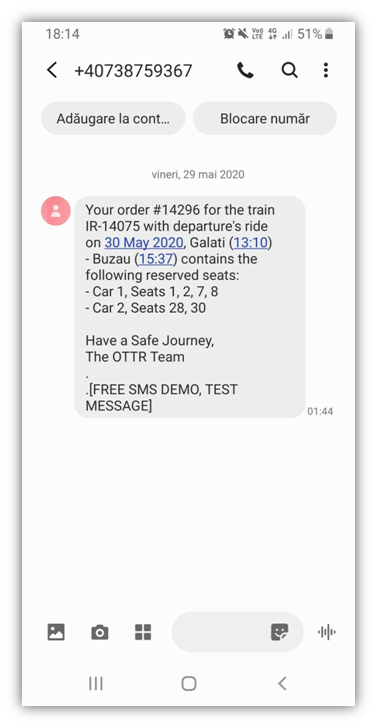 18:14
Vo)) LTE 4G 51%
+40738759367
Adăugare la cont...
Blocare număr
vineri, 29 mai 2020
Your order #14296 for the train
IR-14075 with departure's ride
on 30 May 2020, Galati (13:10)
- Buzau (15:37) contains the
following reserved seats:
- Car 1, Seats 1, 2, 7, 8
- Car 2, Seats 28, 30
Have a Safe Journey,
The OTTR Team
.
.[FREE SMS DEMO, TEST
MESSAGE]
01:44